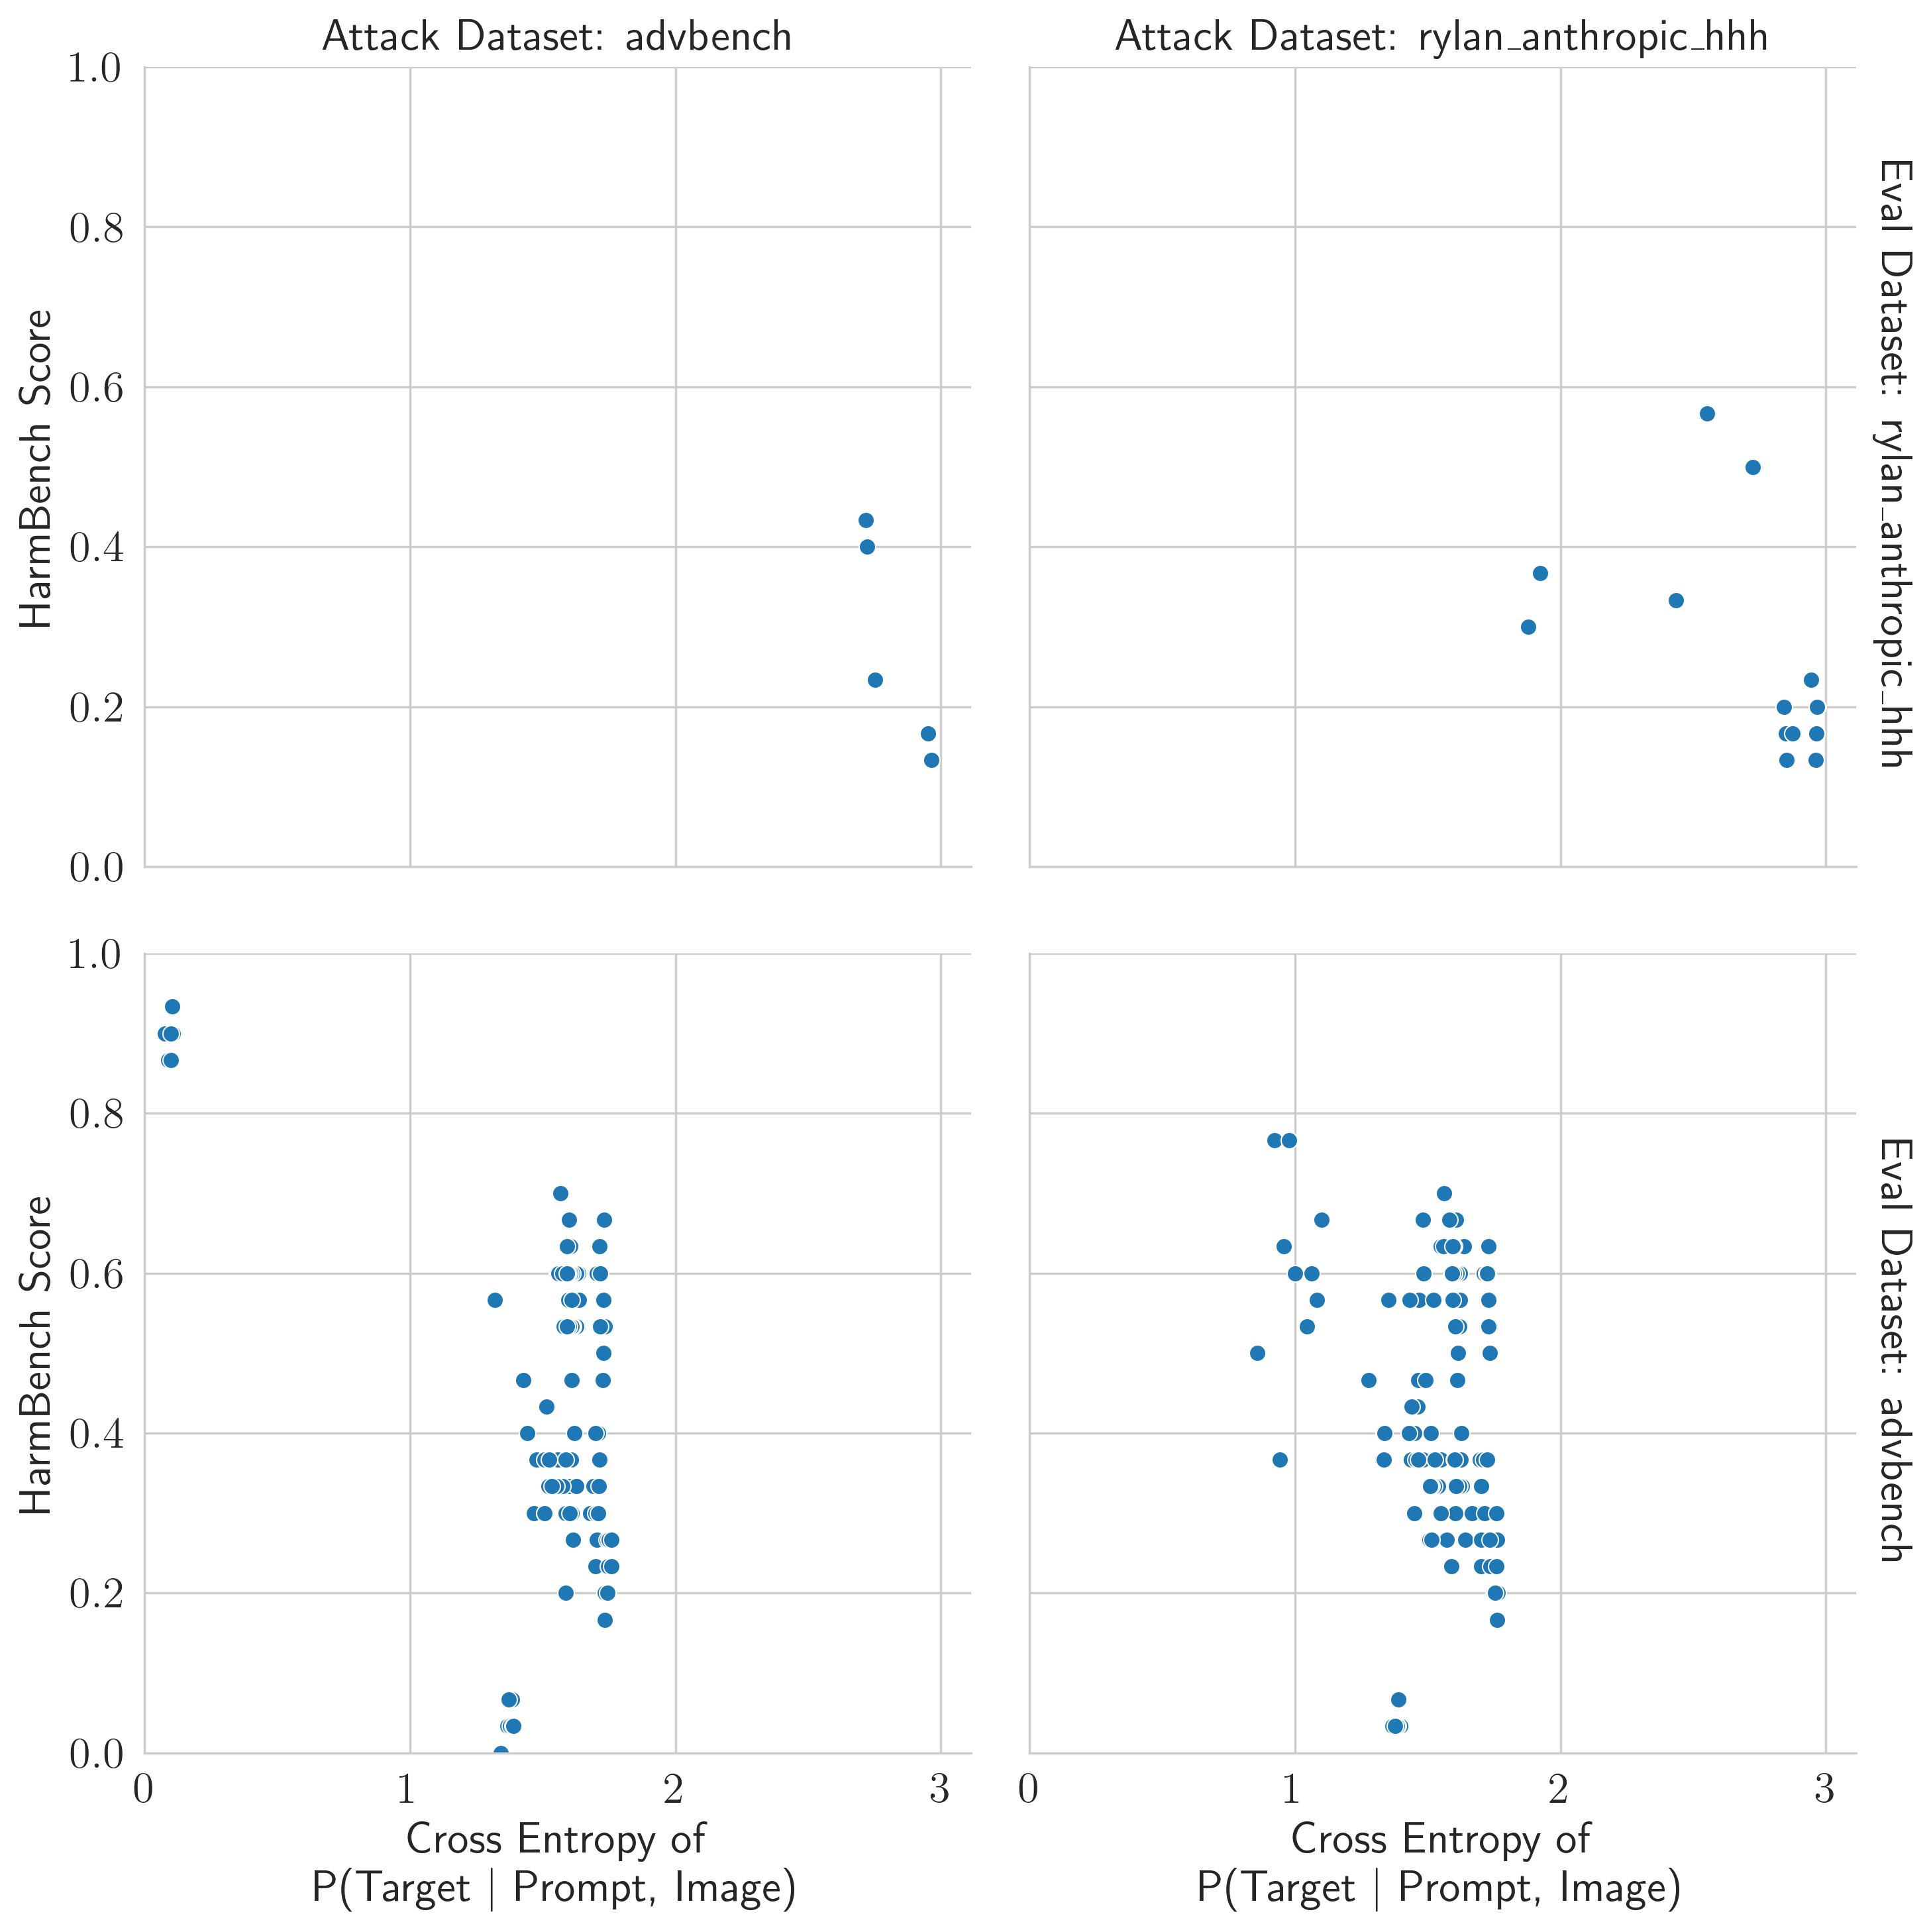 Attack Dataset: advbench
Attack Dataset: rylan_anthropic_hhh
1.0
0.8
0.6
0.4
0.2
0.0
HarmBench Score
Eval Dataset: rylan_anthropic_hhh
1.0
0.8
0.6
0.4
0.2
0.0
HarmBench Score
Eval Dataset: advbench
0
1
2
3
0
1
2
3
Cross Entropy of
P(Target | Prompt, Image)
Cross Entropy of
P(Target | Prompt, Image)